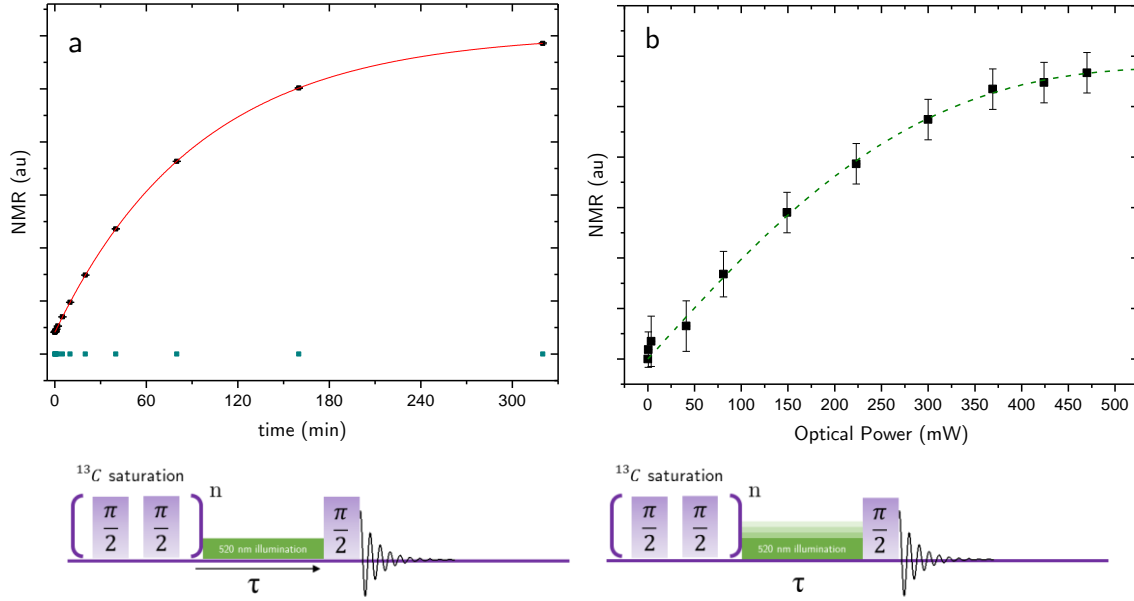 a
NMR (au)
0 60 120 180 240 300
time (min)
b
NMR (au)
0 50 100 150 200 250 300 350 400 450 500
Optical Power (mW)
¹³C saturation
n
π/2 π/2
520 nm illumination
π/2
τ
¹³C saturation
n
π/2 π/2
520 nm illumination
π/2
τ